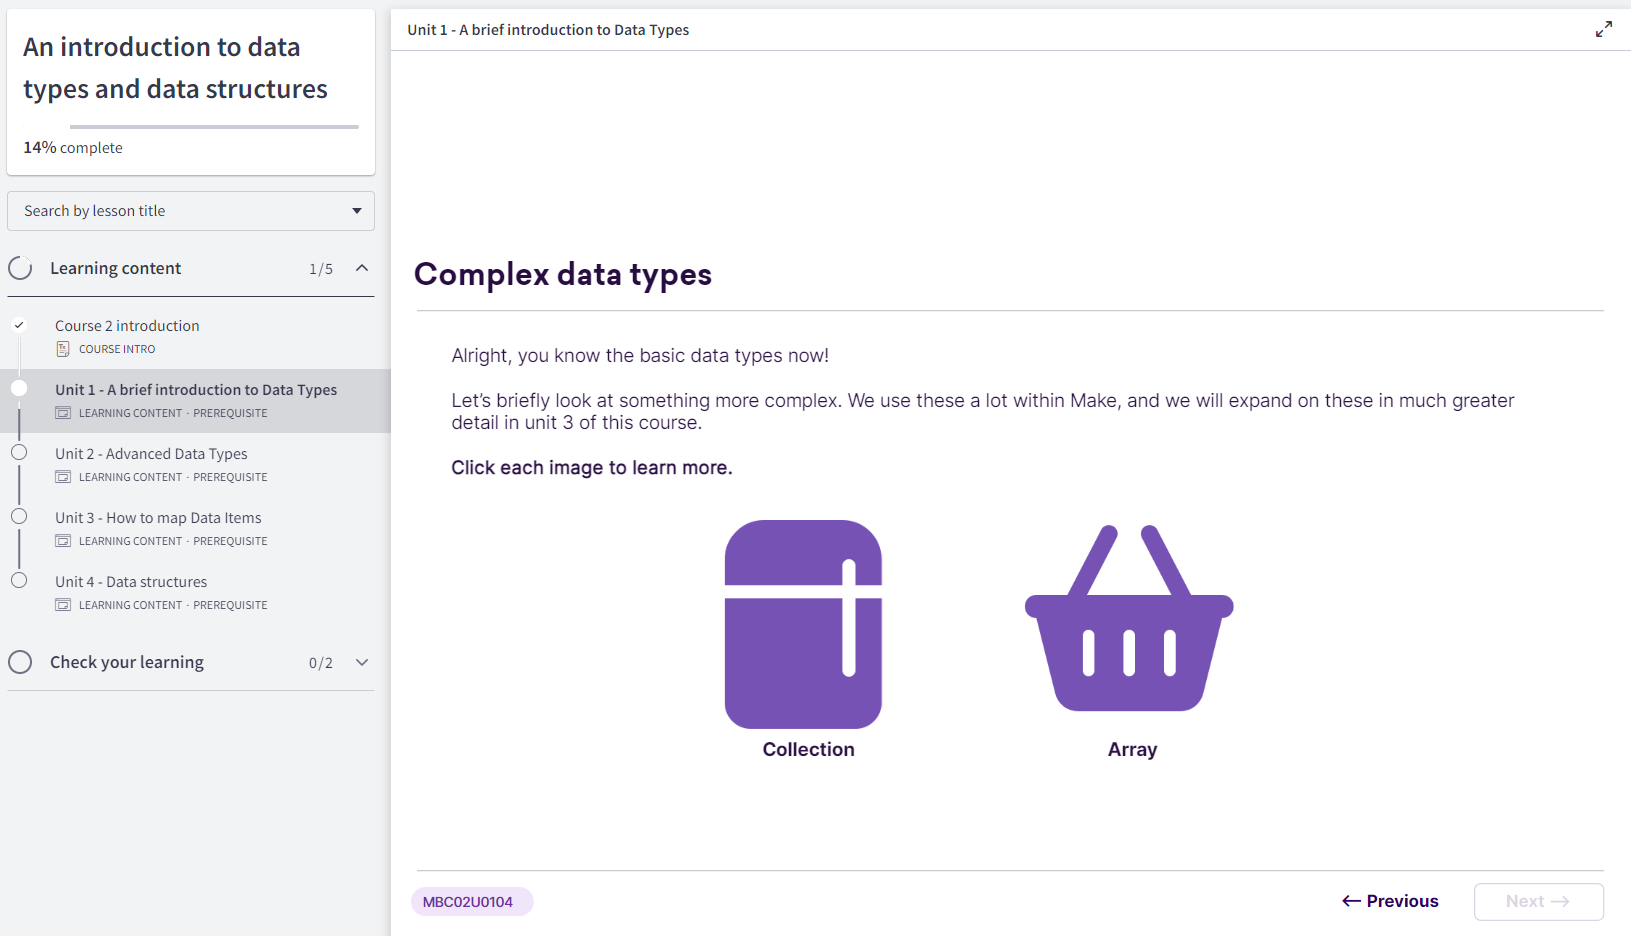 An introduction to data
types and data structures
14% complete
Search by lesson title
Learning content 1/5
Course 2 introduction
COURSE INTRO
Unit 1 - A brief introduction to Data Types
LEARNING CONTENT · PREREQUISITE
Unit 2 - Advanced Data Types
LEARNING CONTENT · PREREQUISITE
Unit 3 - How to map Data Items
LEARNING CONTENT · PREREQUISITE
Unit 4 - Data structures
LEARNING CONTENT · PREREQUISITE
Check your learning 0/2
Unit 1 - A brief introduction to Data Types
Complex data types
Alright, you know the basic data types now!
Let's briefly look at something more complex. We use these a lot within Make, and we will expand on these in much greater
detail in unit 3 of this course.
Click each image to learn more.
Collection
Array
MBC02U0104
← Previous
Next →